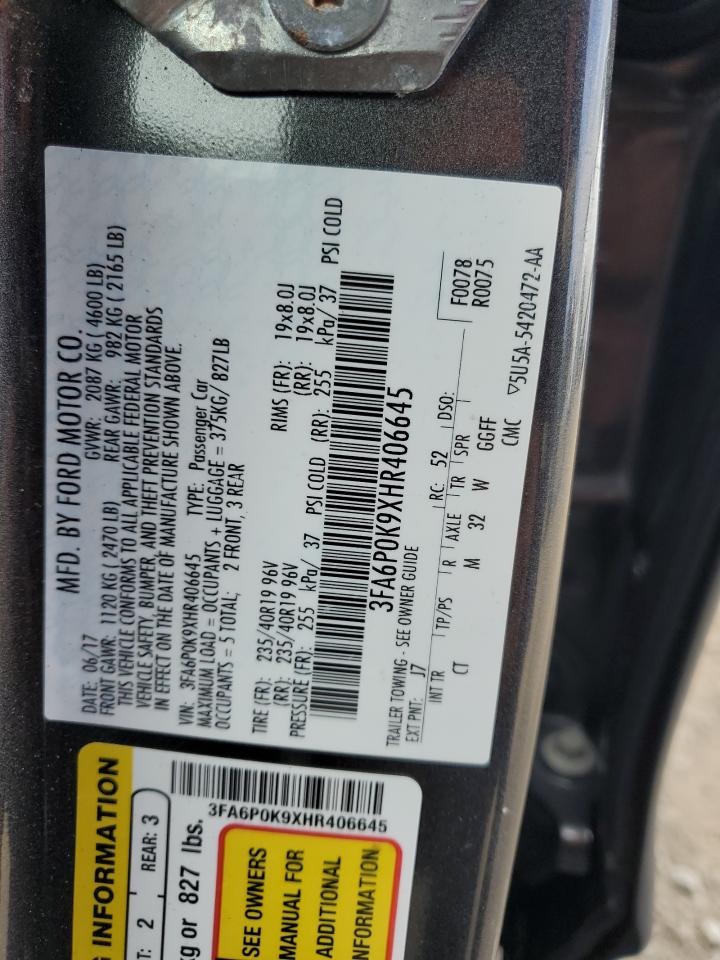 MFD. BY FORD MOTOR CO.
DATE: 06/17 GVWR: 2087 KG ( 4600 LB)
FRONT GAWR: 1120 KG ( 2470 LB) REAR GAWR: 982 KG ( 2165 LB)
THIS VEHICLE CONFORMS TO ALL APPLICABLE FEDERAL MOTOR
VEHICLE SAFETY, BUMPER, AND THEFT PREVENTION STANDARDS
IN EFFECT ON THE DATE OF MANUFACTURE SHOWN ABOVE.
VIN: 3FA6P0K9XHR406645 TYPE: Passenger Car
MAXIMUM LOAD = OCCUPANTS + LUGGAGE = 375KG/ 827LB
OCCUPANTS = 5 TOTAL; 2 FRONT, 3 REAR
TIRE (FR): 235/40R19 96V RIMS (FR): 19x8.0J
(RR): 235/40R19 96V (RR): 19x8.0J
PRESSURE (FR): 255 kPa/ 37 PSI COLD (RR): 255 kPa/ 37 PSI COLD
3FA6P0K9XHR406645
TRAILER TOWING - SEE OWNER GUIDE
EXT PNT: J7 RC: 52 DSO:
F0078
R0075
INT TR TP/PS R AXLE TR SPR
CT M 32 W GGFF
CMC
▽5U5A-5420472-AA
G INFORMATION
T: 2 REAR: 3
3FA6P0K9XHR406645
kg or 827 lbs.
SEE OWNERS
MANUAL FOR
ADDITIONAL
INFORMATION